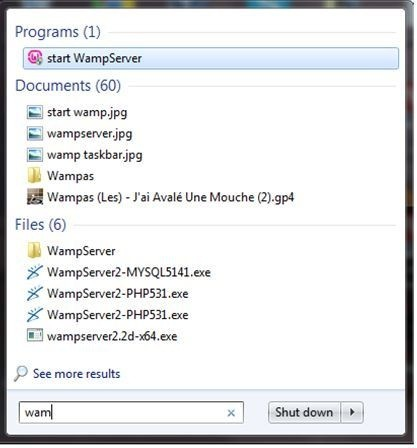 Programs (1)
start WampServer
Documents (60)
start wamp.jpg
wampserver.jpg
wamp taskbar.jpg
Wampas
Wampas (Les) - J'ai Avalé Une Mouche (2).gp4
Files (6)
WampServer
WampServer2-MYSQL5141.exe
WampServer2-PHP531.exe
WampServer2-PHP531.exe
wampserver2.2d-x64.exe
See more results
wam
Shut down